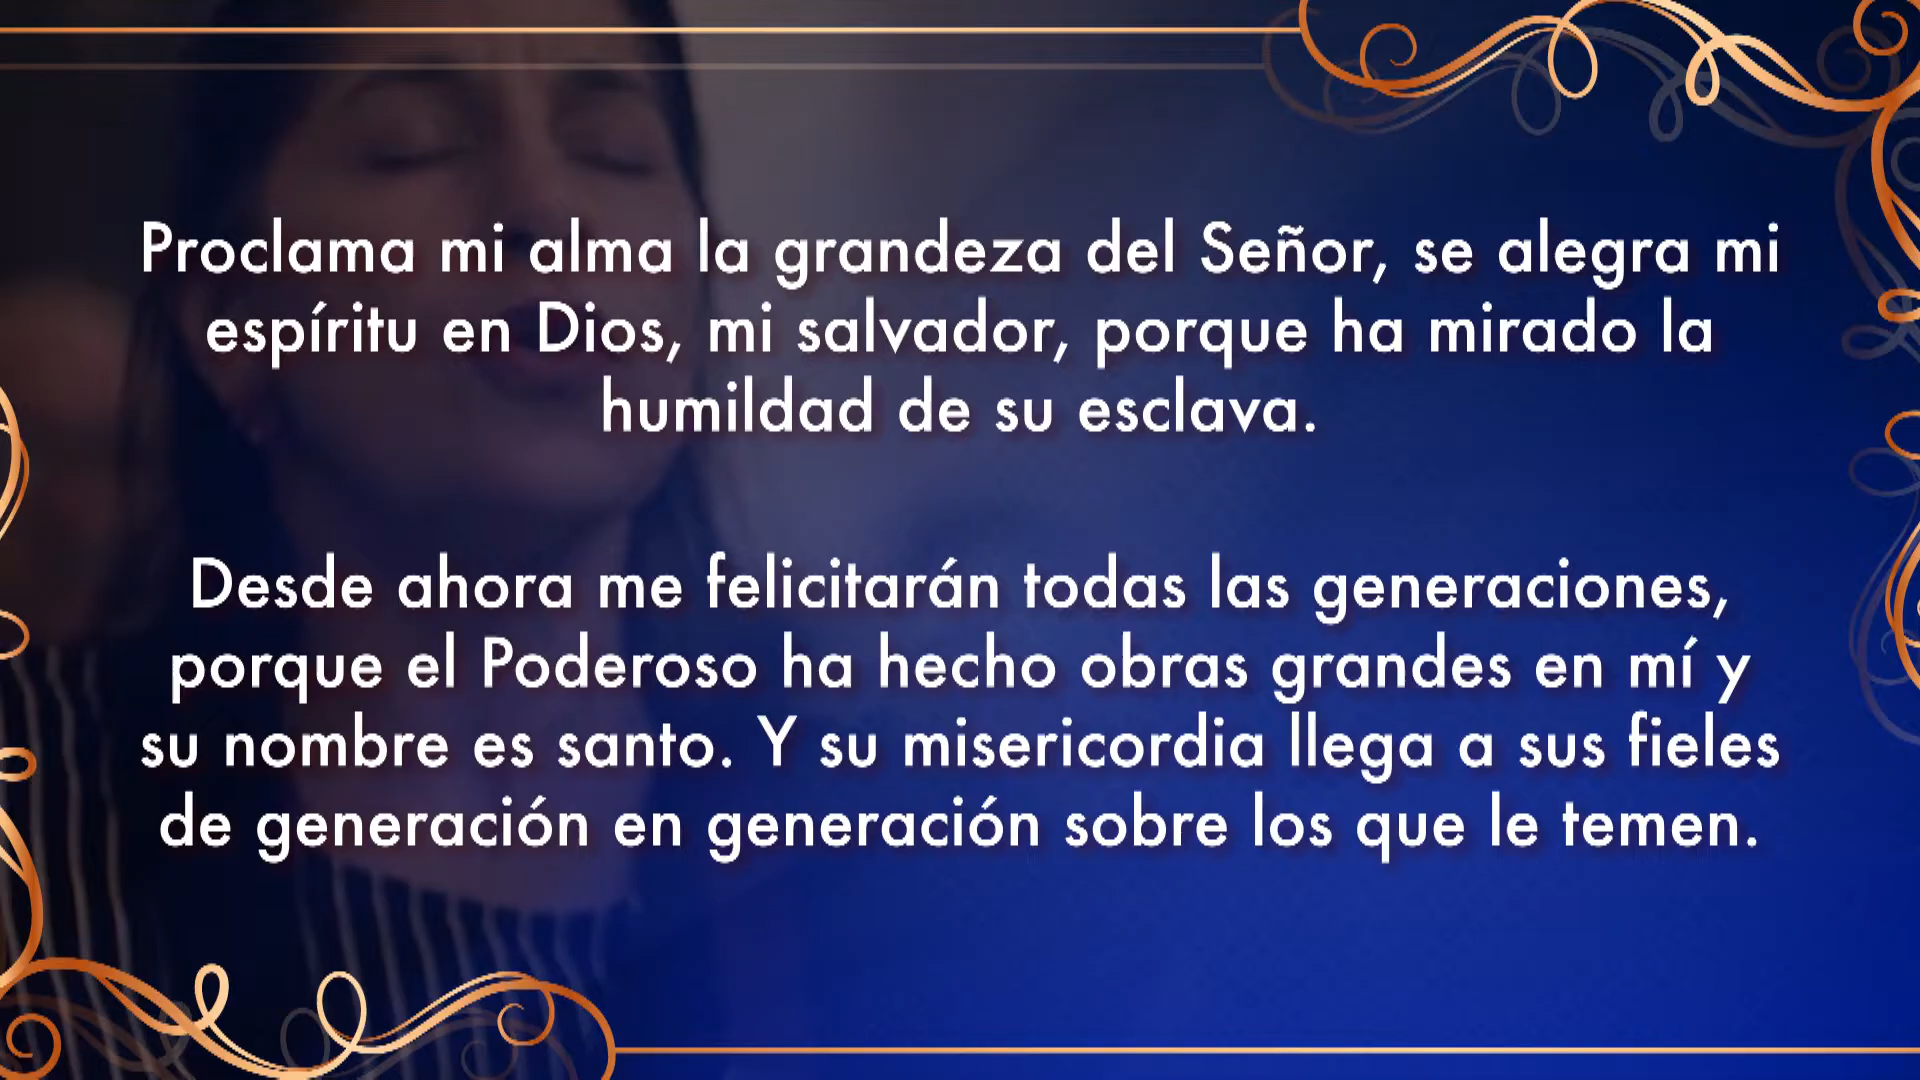 Proclama mi alma la grandeza del Señor, se alegra mi
espíritu en Dios, mi salvador, porque ha mirado la
humildad de su esclava.
Desde ahora me felicitarán todas las generaciones,
porque el Poderoso ha hecho obras grandes en mí y
su nombre es santo. Y su misericordia llega a sus fieles
de generación en generación sobre los que le temen.